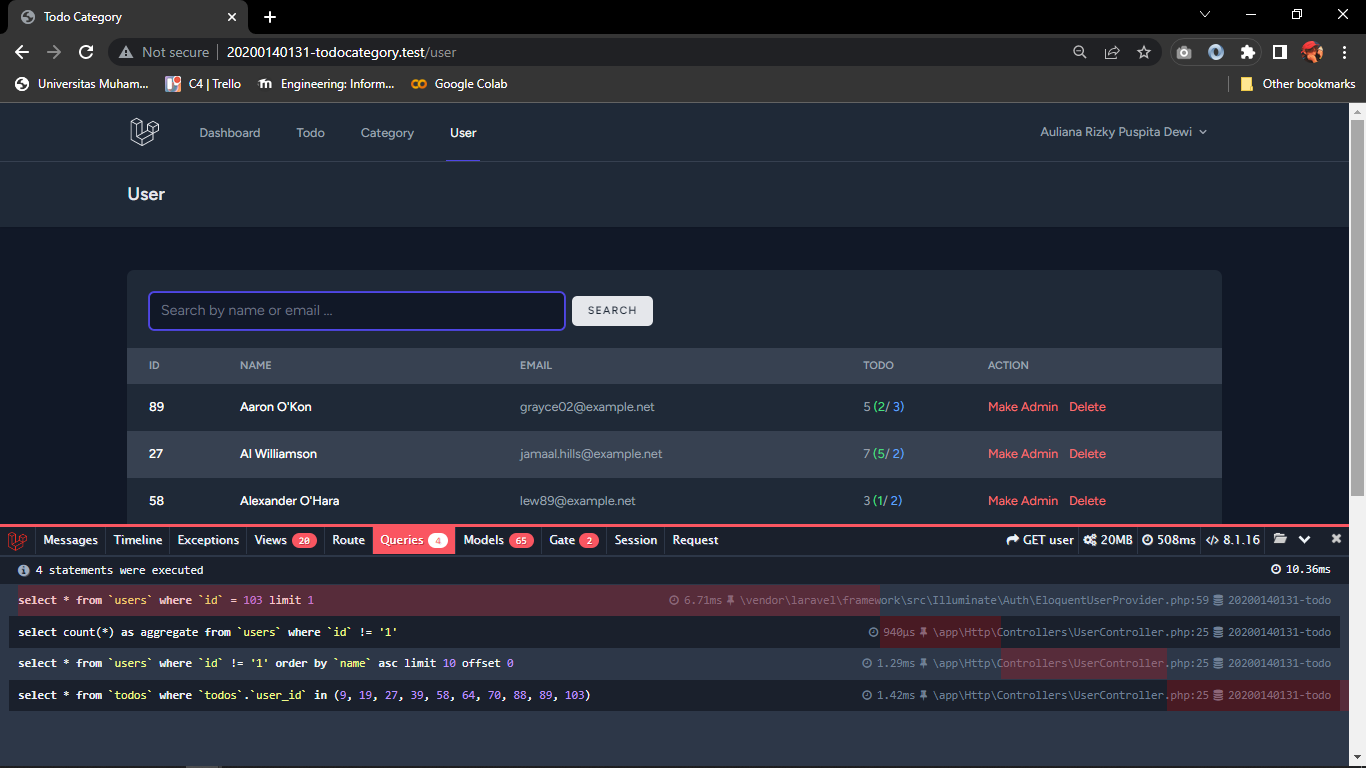 Todo Category
Not secure 20200140131-todocategory.test/user
Universitas Muham... C4 | Trello Engineering: Inform... Google Colab Other bookmarks
Dashboard Todo Category User Auliana Rizky Puspita Dewi
User
Search by name or email ... SEARCH
ID NAME EMAIL TODO ACTION
89 Aaron O'Kon grayce02@example.net 5 (2/ 3) Make Admin Delete
27 Al Williamson jamaal.hills@example.net 7 (5/ 2) Make Admin Delete
58 Alexander O'Hara lew89@example.net 3 (1/ 2) Make Admin Delete
Messages Timeline Exceptions Views 20 Route Queries 4 Models 65 Gate 2 Session Request GET user 20MB 508ms 8.1.16
4 statements were executed 10.36ms
select * from `users` where `id` = 103 limit 1 6.71ms \vendor\laravel\framework\src\Illuminate\Auth\EloquentUserProvider.php:59 20200140131-todo
select count(*) as aggregate from `users` where `id` != '1' 940μs \app\Http\Controllers\UserController.php:25 20200140131-todo
select * from `users` where `id` != '1' order by `name` asc limit 10 offset 0 1.29ms \app\Http\Controllers\UserController.php:25 20200140131-todo
select * from `todos` where `todos`.`user_id` in (9, 19, 27, 39, 58, 64, 70, 88, 89, 103) 1.42ms \app\Http\Controllers\UserController.php:25 20200140131-todo